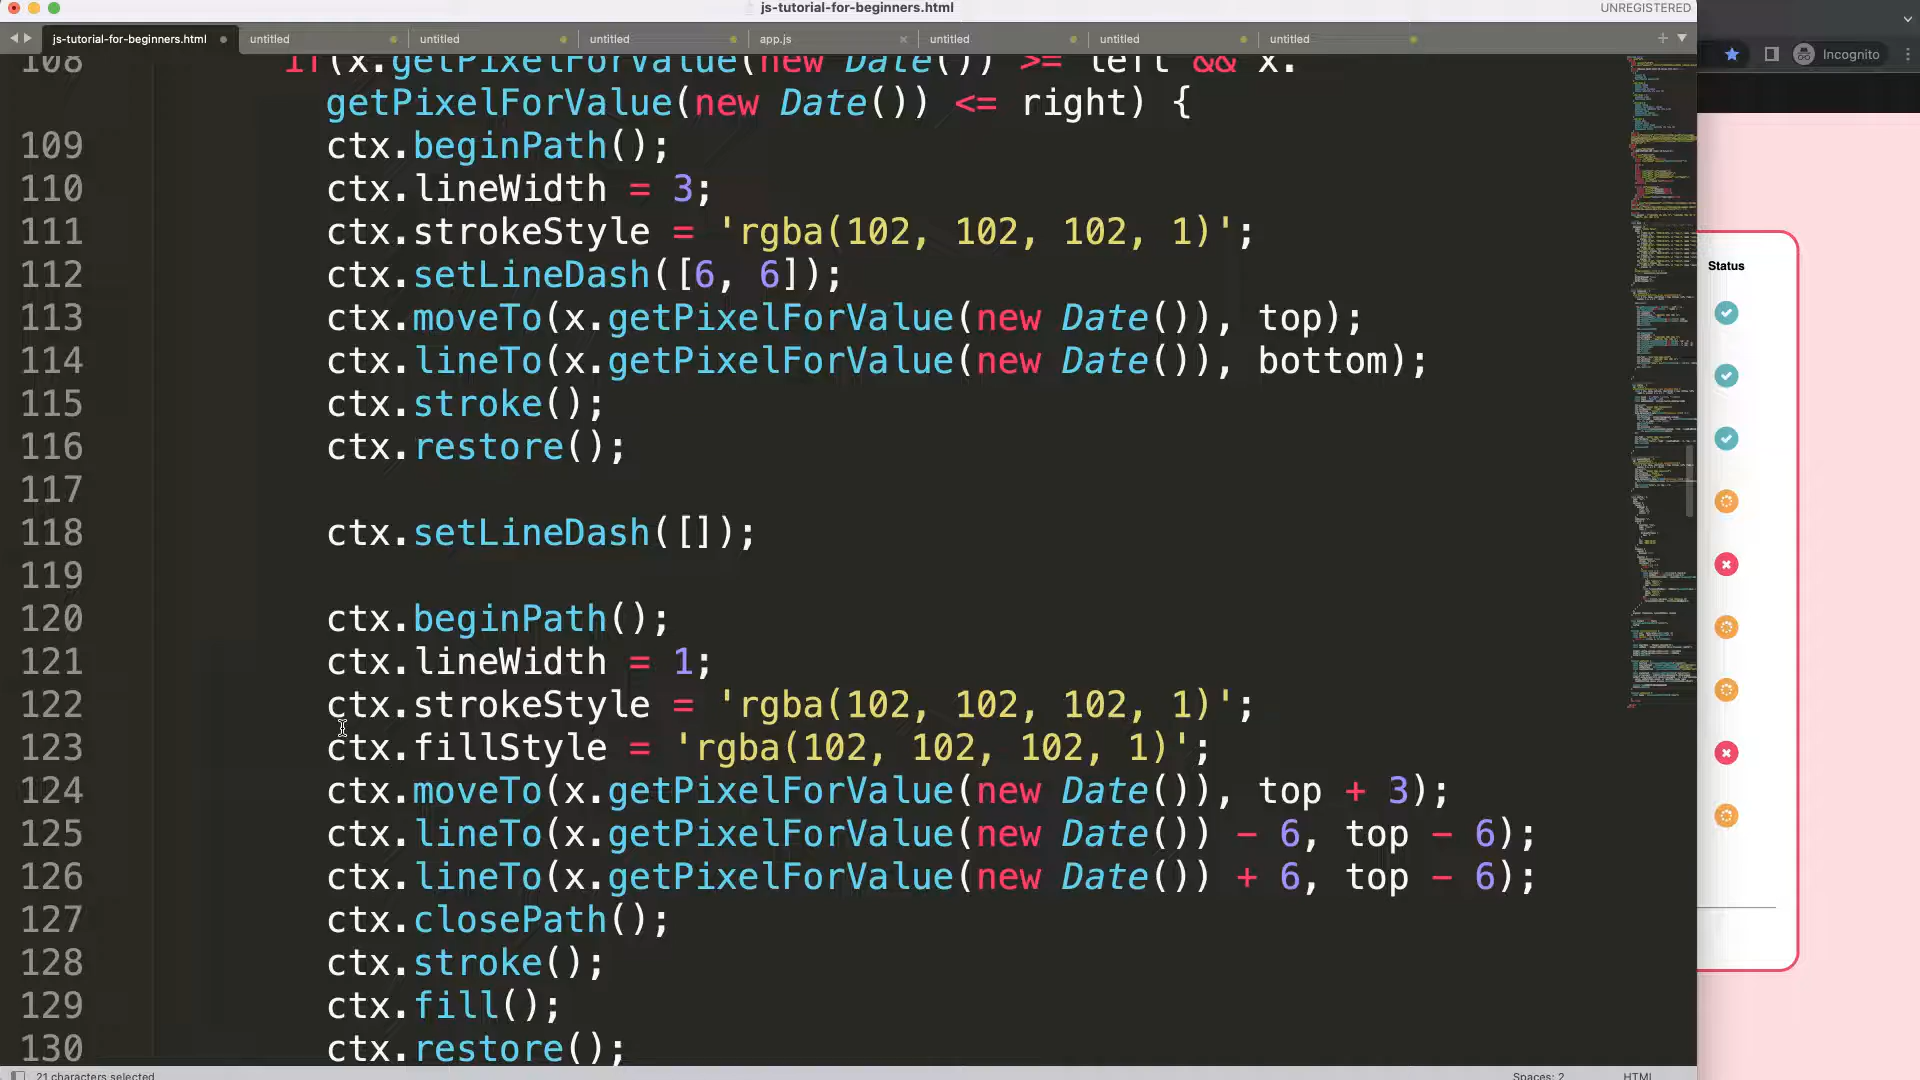 js-tutorial-for-beginners.html
UNREGISTERED
js-tutorial-for-beginners.html untitled untitled untitled app.js untitled untitled untitled
Incognito
108 if(x.getPixelForValue(new Date()) >= left && x.
getPixelForValue(new Date()) <= right) {
109 ctx.beginPath();
110 ctx.lineWidth = 3;
111 ctx.strokeStyle = 'rgba(102, 102, 102, 1)';
112 ctx.setLineDash([6, 6]);
113 ctx.moveTo(x.getPixelForValue(new Date()), top);
114 ctx.lineTo(x.getPixelForValue(new Date()), bottom);
115 ctx.stroke();
116 ctx.restore();
117
118 ctx.setLineDash([]);
119
120 ctx.beginPath();
121 ctx.lineWidth = 1;
122 ctx.strokeStyle = 'rgba(102, 102, 102, 1)';
123 ctx.fillStyle = 'rgba(102, 102, 102, 1)';
124 ctx.moveTo(x.getPixelForValue(new Date()), top + 3);
125 ctx.lineTo(x.getPixelForValue(new Date()) - 6, top - 6);
126 ctx.lineTo(x.getPixelForValue(new Date()) + 6, top - 6);
127 ctx.closePath();
128 ctx.stroke();
129 ctx.fill();
130 ctx.restore();
Status
21 characters selected
Spaces: 2
HTML